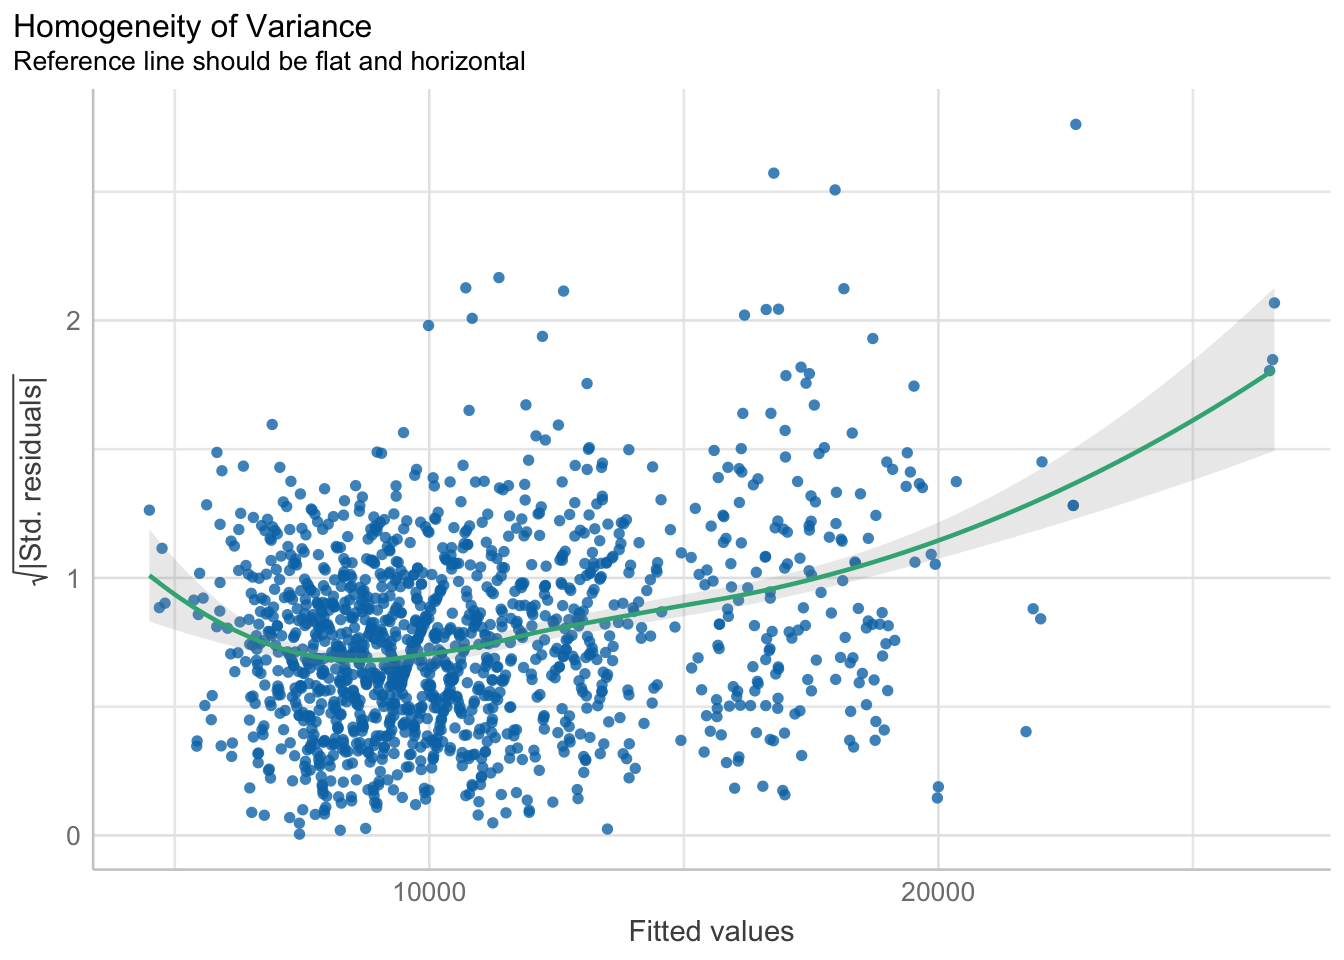 Homogeneity of Variance
Reference line should be flat and horizontal
√|Std. residuals|
2
1
0
10000
20000
Fitted values